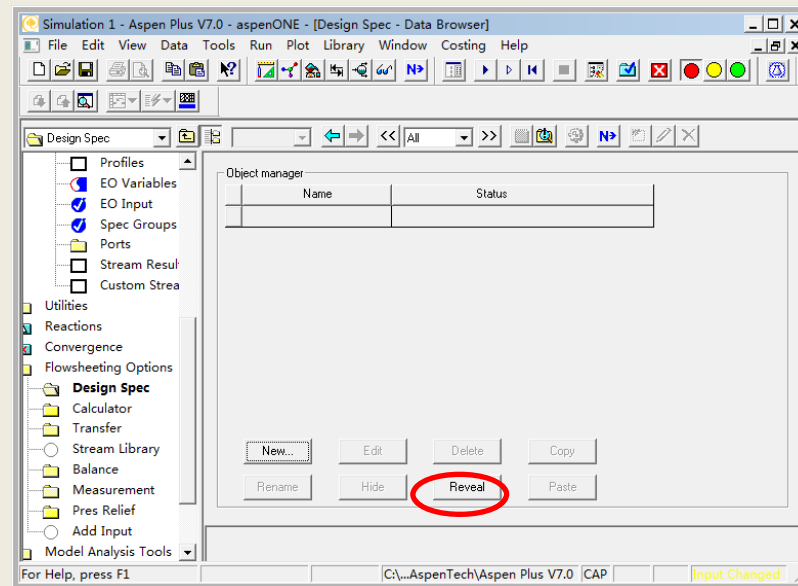 Simulation 1 - Aspen Plus V7.0 - aspenONE - [Design Spec - Data Browser]
File Edit View Data Tools Run Plot Library Window Costing Help
N>
Design Spec
<< All >> N>
Profiles
EO Variables
EO Input
Spec Groups
Ports
Stream Resul
Custom Strea
Utilities
Reactions
Convergence
Flowsheeting Options
Design Spec
Calculator
Transfer
Stream Library
Balance
Measurement
Pres Relief
Add Input
Model Analysis Tools
Object manager
Name Status
New... Edit Delete Copy
Rename Hide Reveal Paste
For Help, press F1 C:\...AspenTech\Aspen Plus V7.0 CAP Input Changed